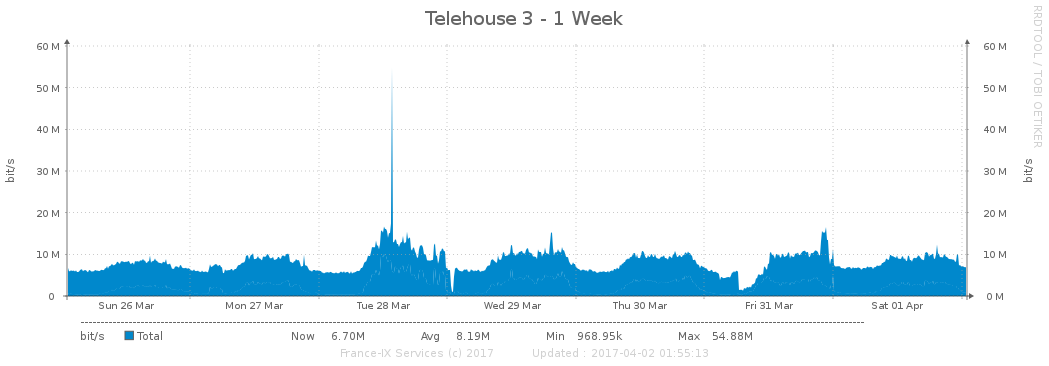 Telehouse 3 - 1 Week
RRDTOOL / TOBI OETIKER
bit/s
60 M
50 M
40 M
30 M
20 M
10 M
0
60 M
50 M
40 M
30 M
20 M
10 M
0 M
bit/s
Sun 26 Mar Mon 27 Mar Tue 28 Mar Wed 29 Mar Thu 30 Mar Fri 31 Mar Sat 01 Apr
bit/s Total Now 6.70M Avg 8.19M Min 968.95k Max 54.88M
France-IX Services (c) 2017 Updated : 2017-04-02 01:55:13